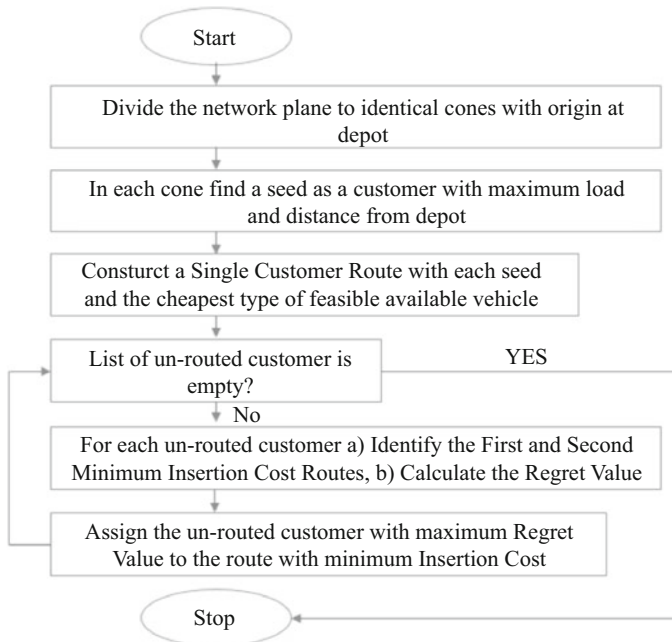 Start
Divide the network plane to identical cones with origin at
depot
In each cone find a seed as a customer with maximum load
and distance from depot
Consturct a Single Customer Route with each seed
and the cheapest type of feasible available vehicle
List of un-routed customer is
empty?
YES
No
For each un-routed customer a) Identify the First and Second
Minimum Insertion Cost Routes, b) Calculate the Regret Value
Assign the un-routed customer with maximum Regret
Value to the route with minimum Insertion Cost
Stop